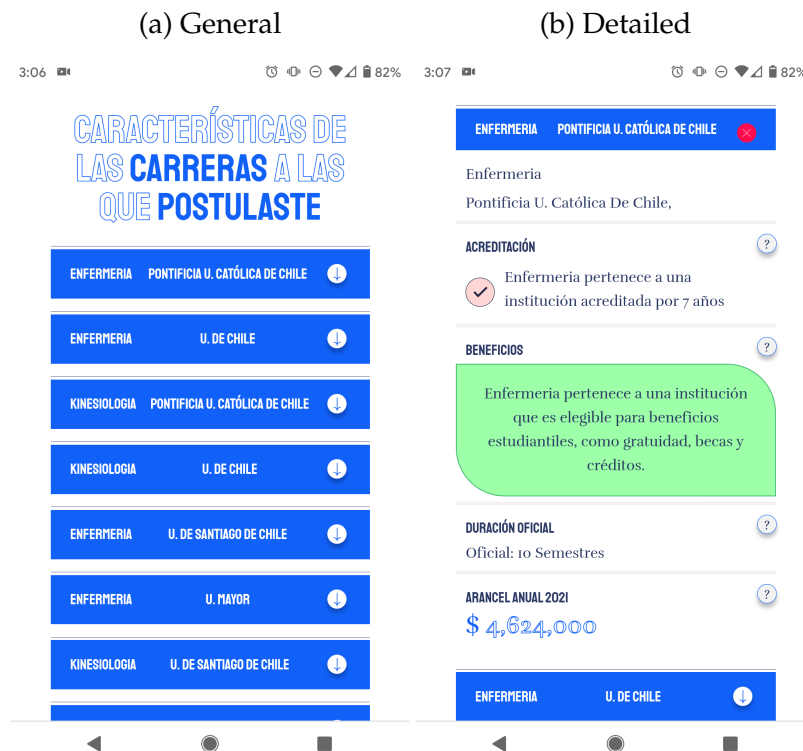 (a) General
3:06 82%
CARACTERÍSTICAS DE
LAS CARRERAS A LAS
QUE POSTULASTE
ENFERMERIA PONTIFICIA U. CATÓLICA DE CHILE
ENFERMERIA U. DE CHILE
KINESIOLOGIA PONTIFICIA U. CATÓLICA DE CHILE
KINESIOLOGIA U. DE CHILE
ENFERMERIA U. DE SANTIAGO DE CHILE
ENFERMERIA U. MAYOR
KINESIOLOGIA U. DE SANTIAGO DE CHILE
(b) Detailed
3:07 82%
ENFERMERIA PONTIFICIA U. CATÓLICA DE CHILE
Enfermeria
Pontificia U. Católica De Chile,
ACREDITACIÓN ?
Enfermeria pertenece a una
institución acreditada por 7 años
BENEFICIOS ?
Enfermeria pertenece a una institución
que es elegible para beneficios
estudiantiles, como gratuidad, becas y
créditos.
DURACIÓN OFICIAL ?
Oficial: 10 Semestres
ARANCEL ANUAL 2021 ?
$ 4,624,000
ENFERMERIA U. DE CHILE